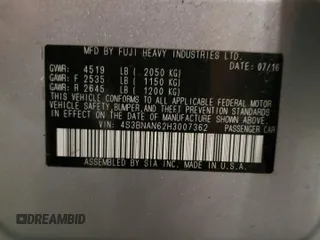 MFD BY FUJI HEAVY INDUSTRIES LTD.
GVWR: 4519 LB ( 2050 KG) DATE: 07/16
GAWR: F 2535 LB ( 1150 KG)
GAWR: R 2645 LB ( 1200 KG)
THIS VEHICLE CONFORMS TO ALL APPLICABLE FEDERAL MOTOR VEHICLE
SAFETY, BUMPER, AND THEFT PREVENTION STANDARDS IN
EFFECT ON THE DATE OF MANUFACTURE SHOWN ABOVE.
4S3BNAN62H3007362 PASSENGER CAR
ASSEMBLED BY SIA INC. MADE IN U.S.A.
© DREAMBID